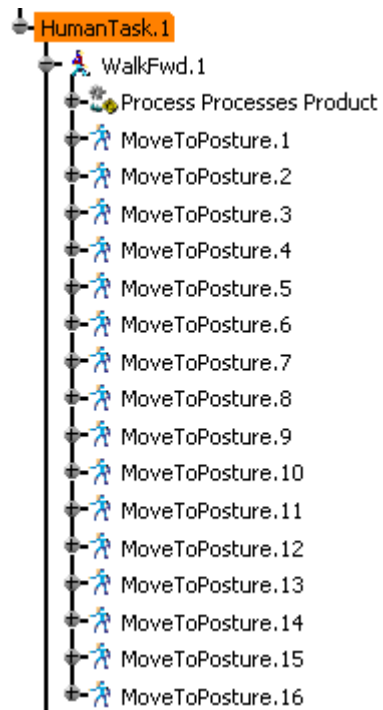 HumanTask.1
WalkFwd.1
Process Processes Product
MoveToPosture.1
MoveToPosture.2
MoveToPosture.3
MoveToPosture.4
MoveToPosture.5
MoveToPosture.6
MoveToPosture.7
MoveToPosture.8
MoveToPosture.9
MoveToPosture.10
MoveToPosture.11
MoveToPosture.12
MoveToPosture.13
MoveToPosture.14
MoveToPosture.15
MoveToPosture.16